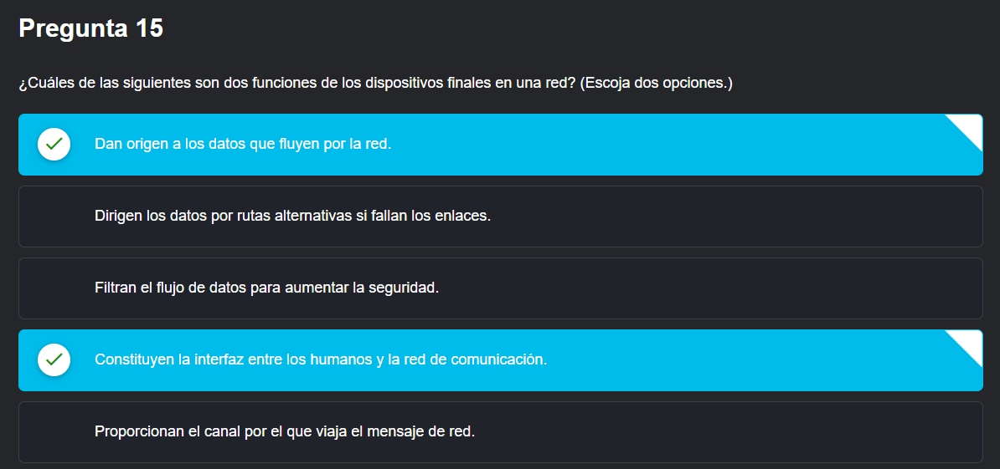 Pregunta 15
¿Cuáles de las siguientes son dos funciones de los dispositivos finales en una red? (Escoja dos opciones.)
Dan origen a los datos que fluyen por la red.
Dirigen los datos por rutas alternativas si fallan los enlaces.
Filtran el flujo de datos para aumentar la seguridad.
Constituyen la interfaz entre los humanos y la red de comunicación.
Proporcionan el canal por el que viaja el mensaje de red.